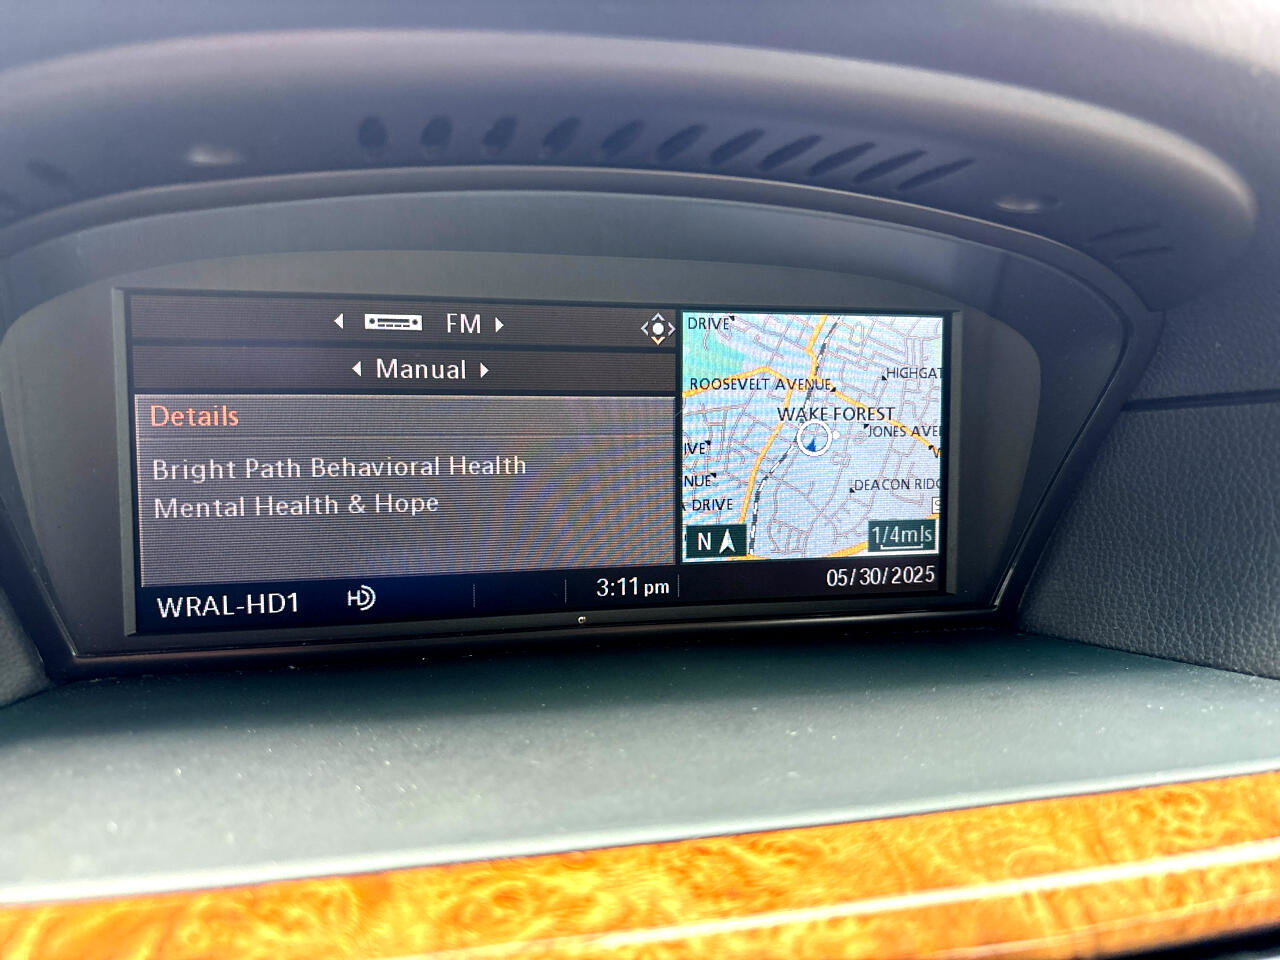 FM
Manual
Details
Bright Path Behavioral Health
Mental Health & Hope
WRAL-HD1
HD
3:11 pm
DRIVE
HIGHGAT
ROOSEVELT AVENUE
WAKE FOREST
JONES AVE
IVE
NUE
DEACON RIDG
DRIVE
N
1/4mls
05/30/2025